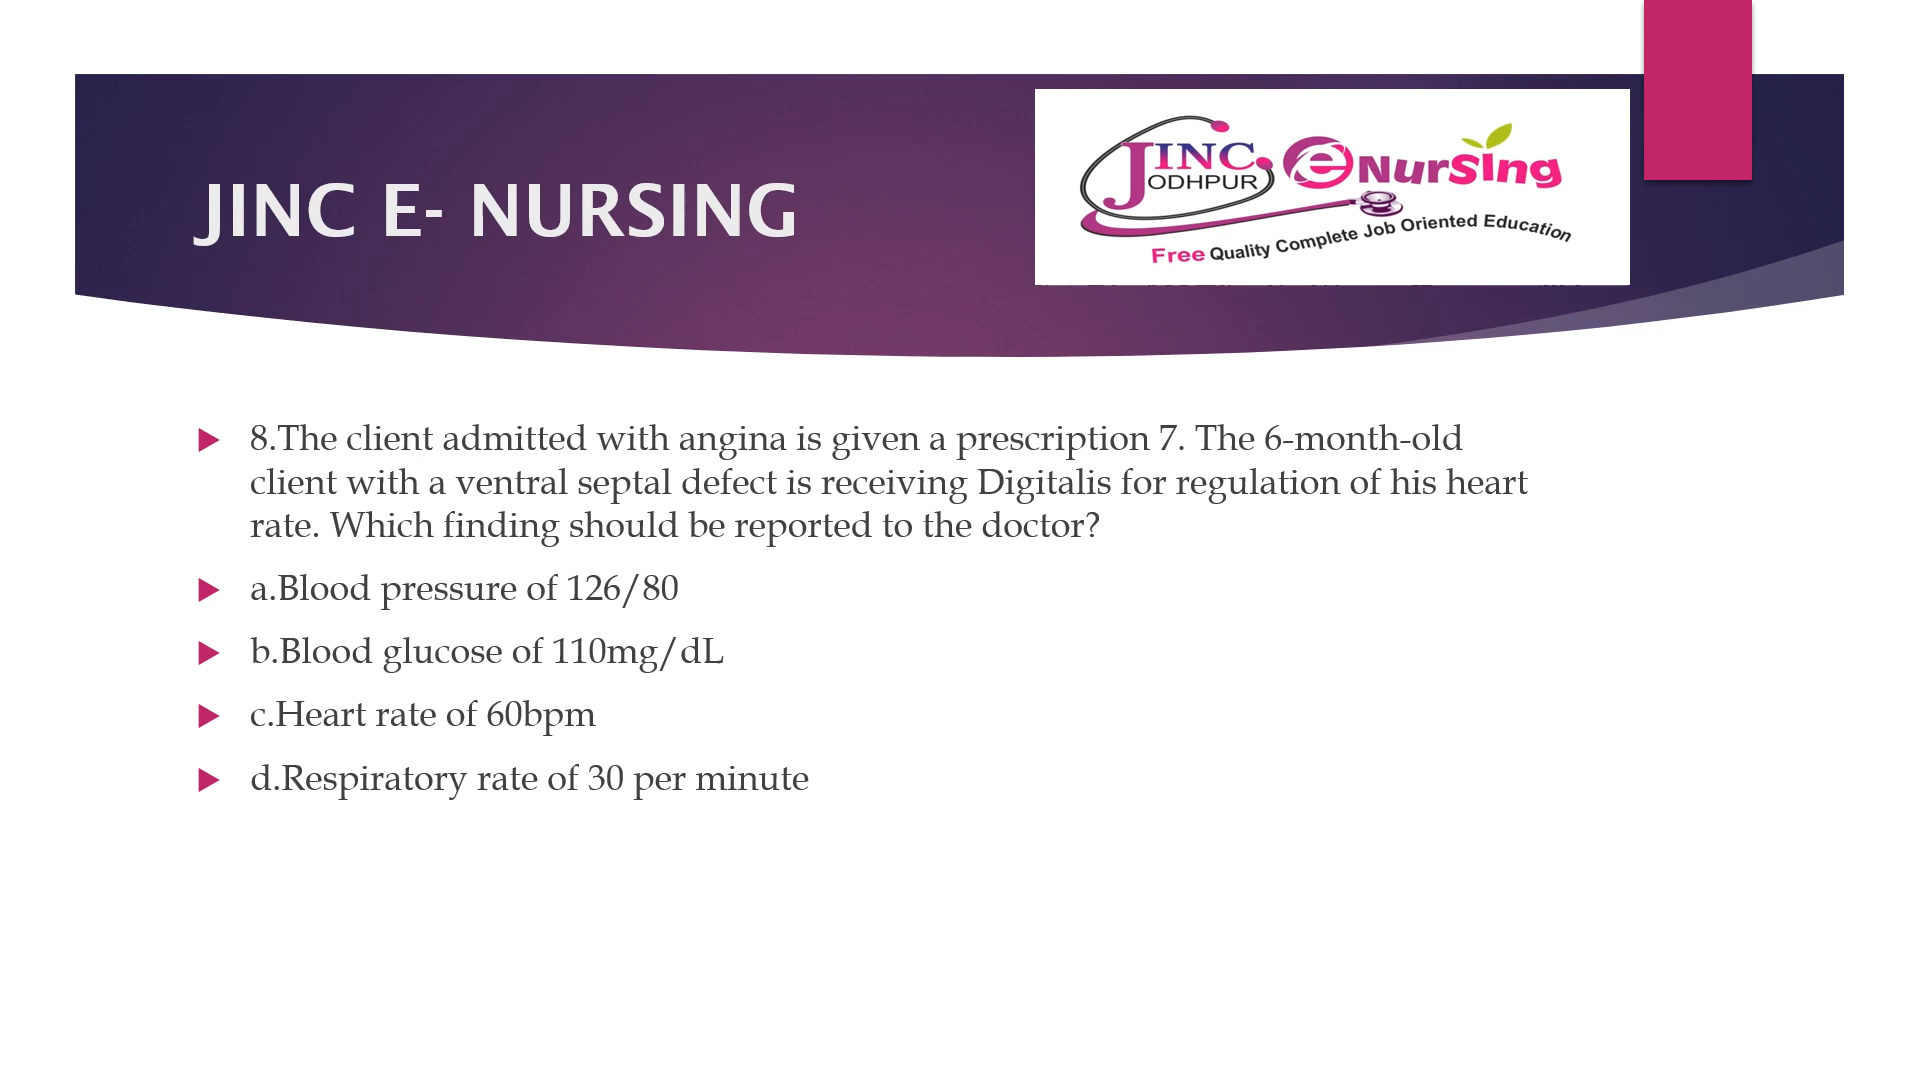 JINC E- NURSING
JINC
ODHPUR
e Nursing
Free Quality Complete Job Oriented Education
8.The client admitted with angina is given a prescription 7. The 6-month-old
client with a ventral septal defect is receiving Digitalis for regulation of his heart
rate. Which finding should be reported to the doctor?
a.Blood pressure of 126/80
b.Blood glucose of 110mg/dL
c.Heart rate of 60bpm
d.Respiratory rate of 30 per minute